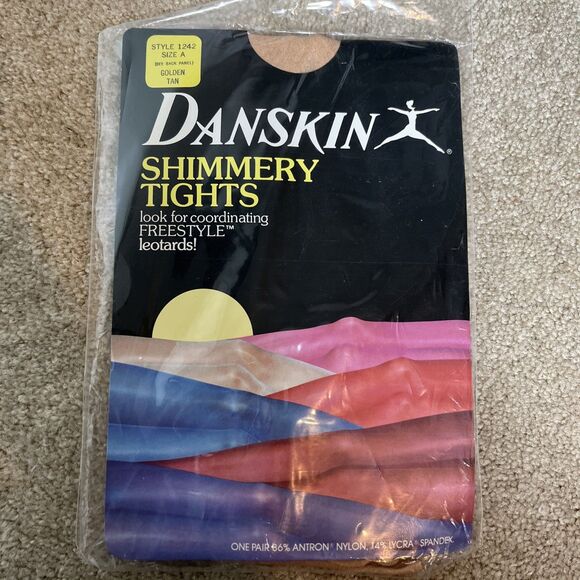 STYLE 1242
SIZE A
(SEE BACK PANEL)
GOLDEN
TAN
DANSKIN®
SHIMMERY
TIGHTS
look for coordinating
FREESTYLE™
leotards!
ONE PAIR 86% ANTRON® NYLON, 14% LYCRA® SPANDEX